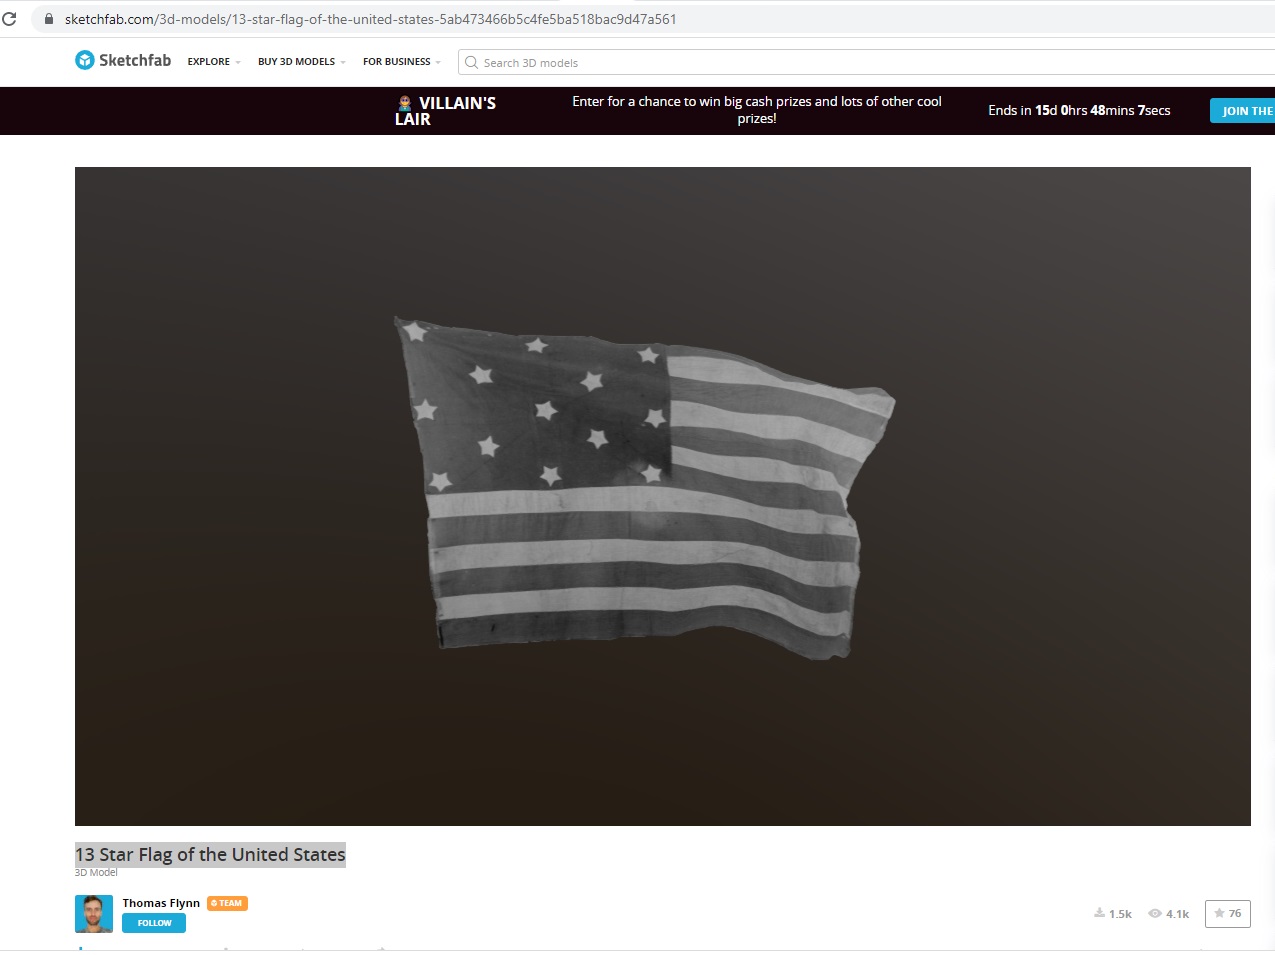 sketchfab.com/3d-models/13-star-flag-of-the-united-states-5ab473466b5c4fe5ba518bac9d47a561
Sketchfab EXPLORE BUY 3D MODELS FOR BUSINESS Search 3D models
VILLAIN'S
LAIR
Enter for a chance to win big cash prizes and lots of other cool
prizes!
Ends in 15d 0hrs 48mins 7secs
JOIN THE
13 Star Flag of the United States
3D Model
Thomas Flynn TEAM
FOLLOW
1.5k 4.1k 76